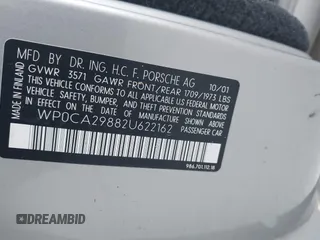 MFD. BY DR. ING. H.C. F. PORSCHE AG 10/01
GVWR 3571 GAWR FRONT/REAR 1709/1973 LBS
THIS VEHICLE CONFORMS TO ALL APPLICABLE
FEDERAL MOTOR VEHICLE SAFETY, BUMPER AND
THEFT PREVENTION STANDARDS IN EFFECT ON
THE DATE OF MANUFACTURE SHOWN ABOVE.
WP0CA29882U622162 PASSENGER CAR
MADE IN FINLAND
986.701.112.18
DREAMBID